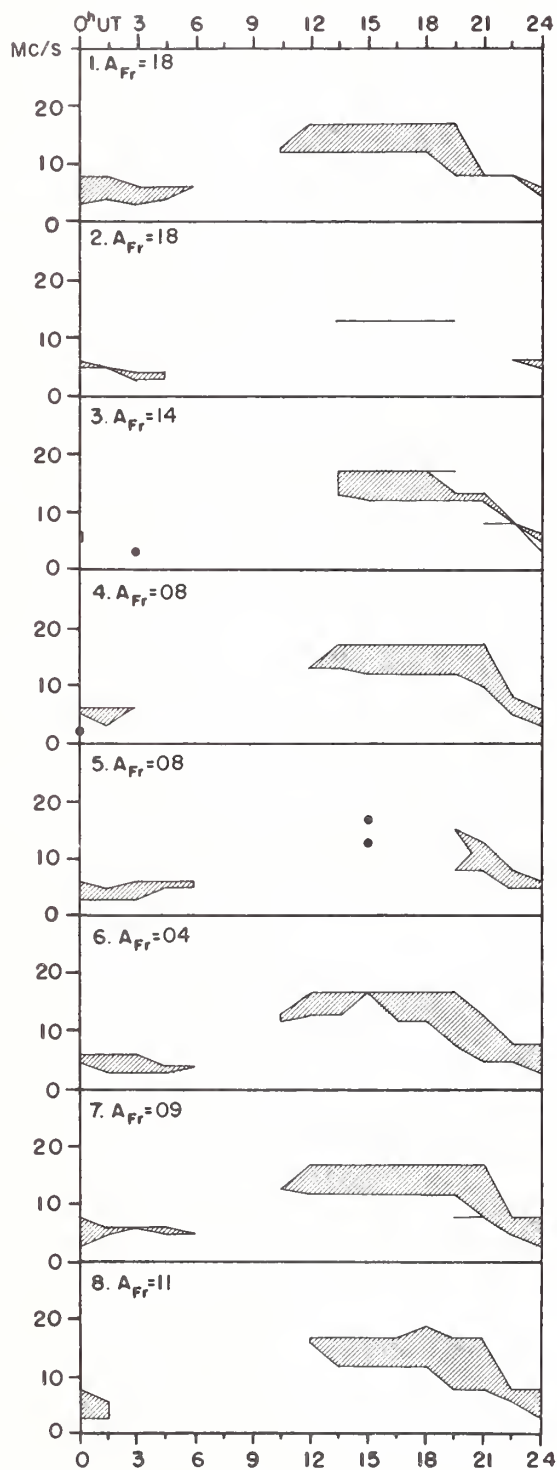 0ʰUT 3 6 9 12 15 18 21 24
MC/S
1. A_Fr=18
20
10
0
2. A_Fr=18
20
10
0
3. A_Fr=14
20
10
0
4. A_Fr=08
20
10
0
5. A_Fr=08
20
10
0
6. A_Fr=04
20
10
0
7. A_Fr=09
20
10
0
8. A_Fr=11
20
10
0
0 3 6 9 12 15 18 21 24